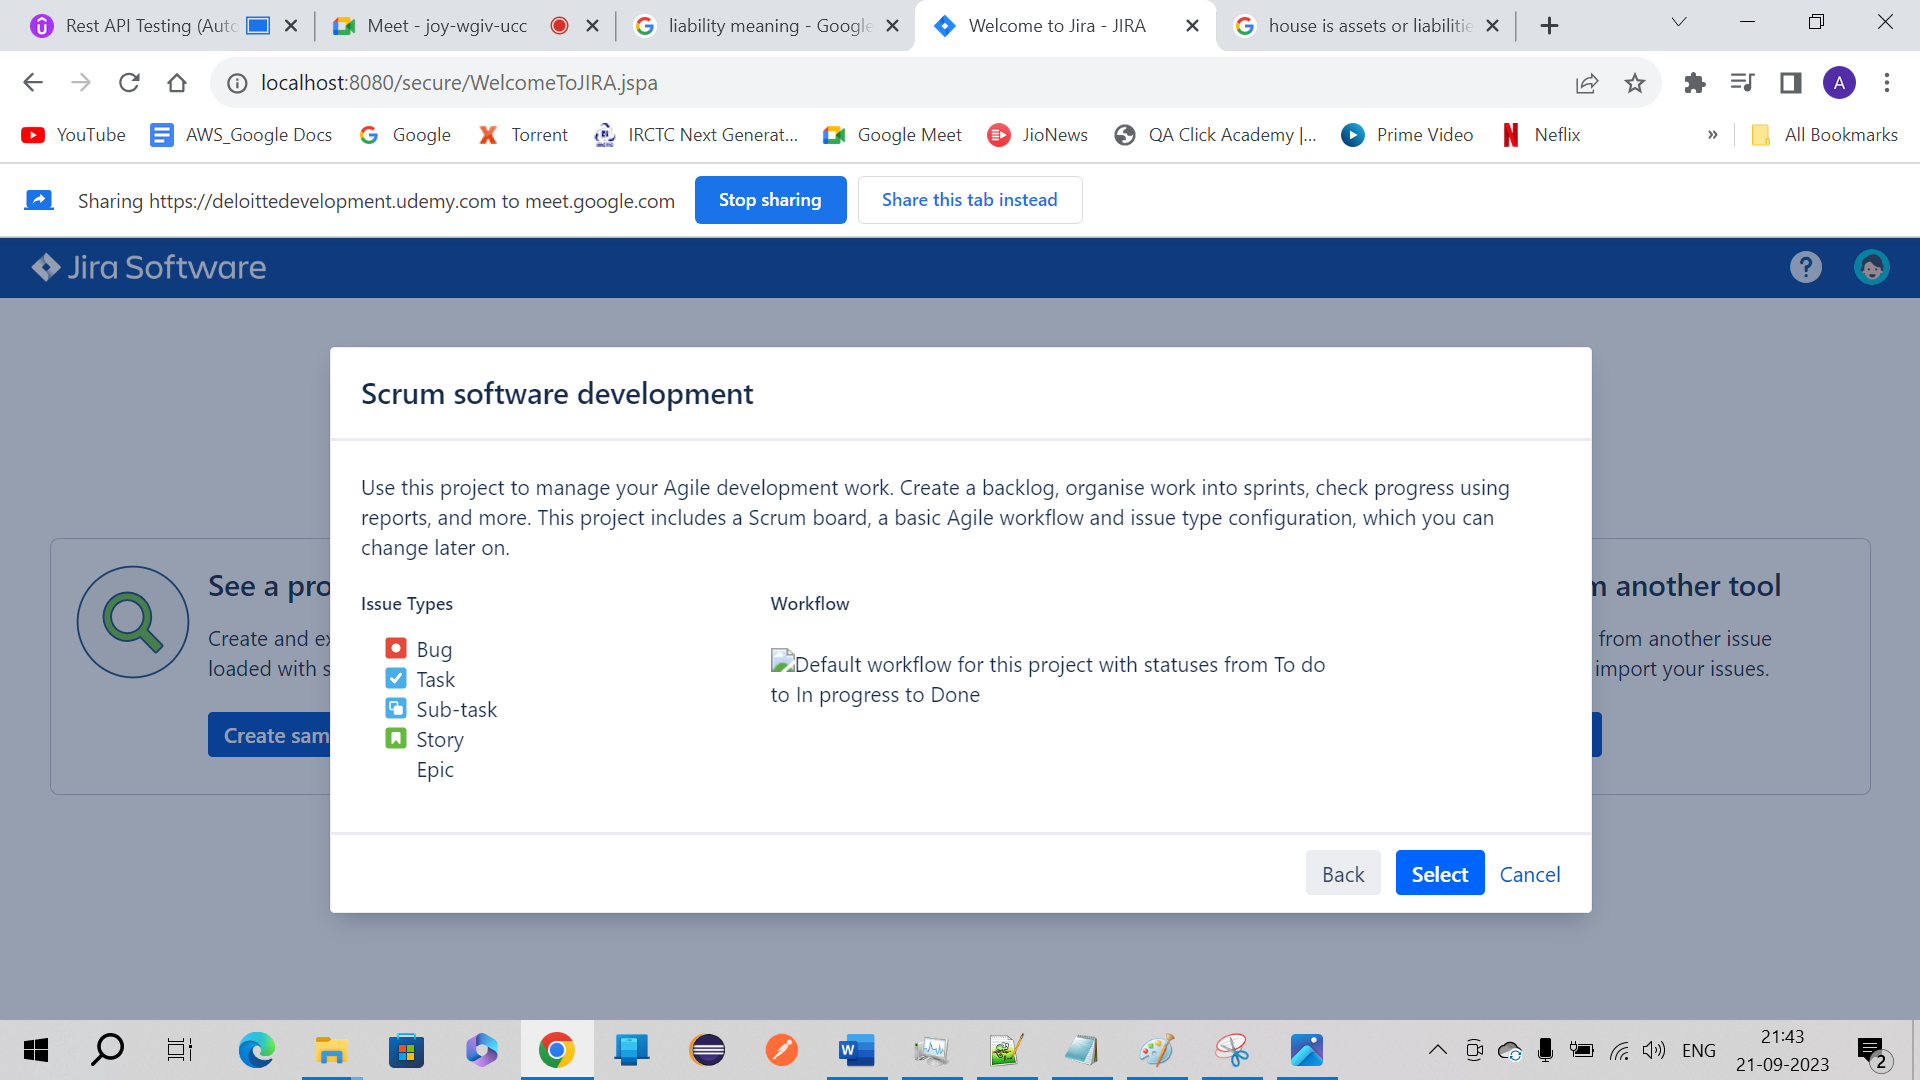 Rest API Testing (Auto
Meet - joy-wgiv-ucc
liability meaning - Google
Welcome to Jira - JIRA
house is assets or liabilitie
localhost:8080/secure/WelcomeToJIRA.jspa
A
YouTube
AWS_Google Docs
Google
Torrent
IRCTC Next Generat...
Google Meet
JioNews
QA Click Academy |...
Prime Video
Neflix
»
All Bookmarks
Sharing https://deloittedevelopment.udemy.com to meet.google.com
Stop sharing
Share this tab instead
Jira Software
?
Scrum software development
Use this project to manage your Agile development work. Create a backlog, organise work into sprints, check progress using
reports, and more. This project includes a Scrum board, a basic Agile workflow and issue type configuration, which you can
change later on.
Issue Types
Bug
Task
Sub-task
Story
Epic
Workflow
Default workflow for this project with statuses from To do
to In progress to Done
Back
Select
Cancel
See a pro
Create and ex
loaded with s
Create sam
m another tool
from another issue
import your issues.
ENG
21:43
21-09-2023
2